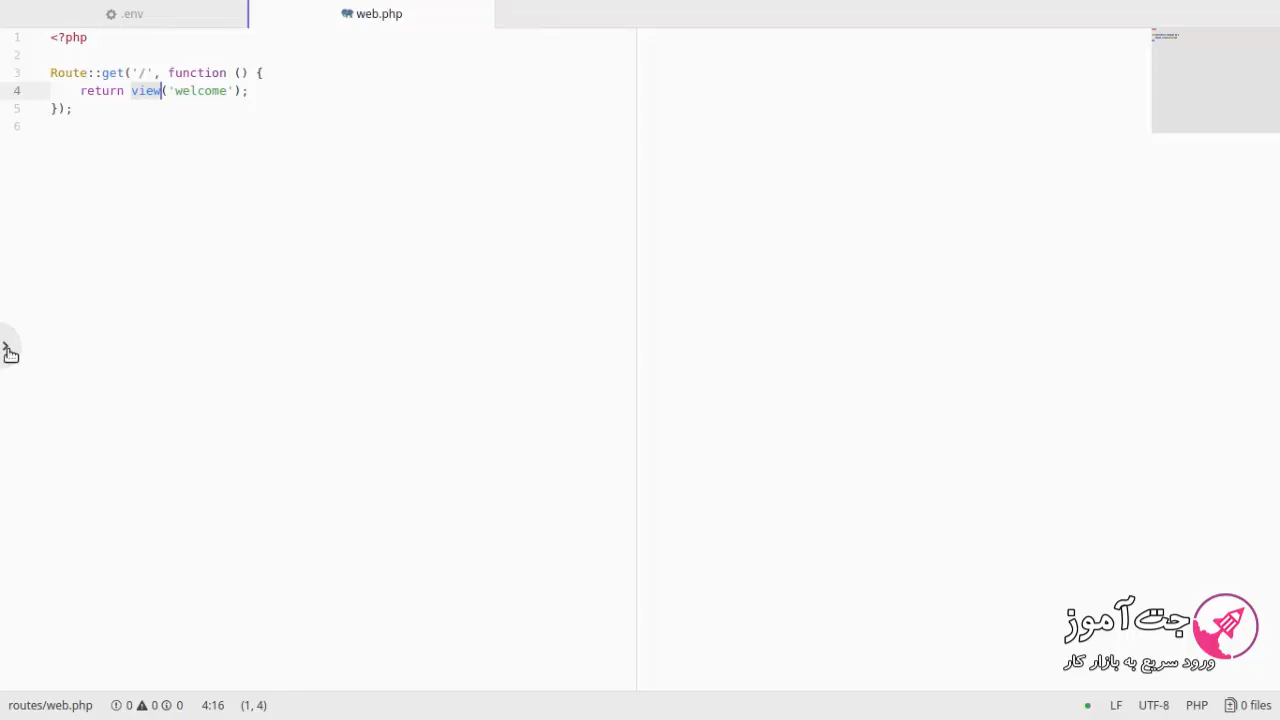 .env
web.php
1 <?php
2
3 Route::get('/', function () {
4     return view('welcome');
5 });
6
جت آموز
ورود سریع به بازار کار
routes/web.php 0 0 0 4:16 (1, 4) LF UTF-8 PHP 0 files